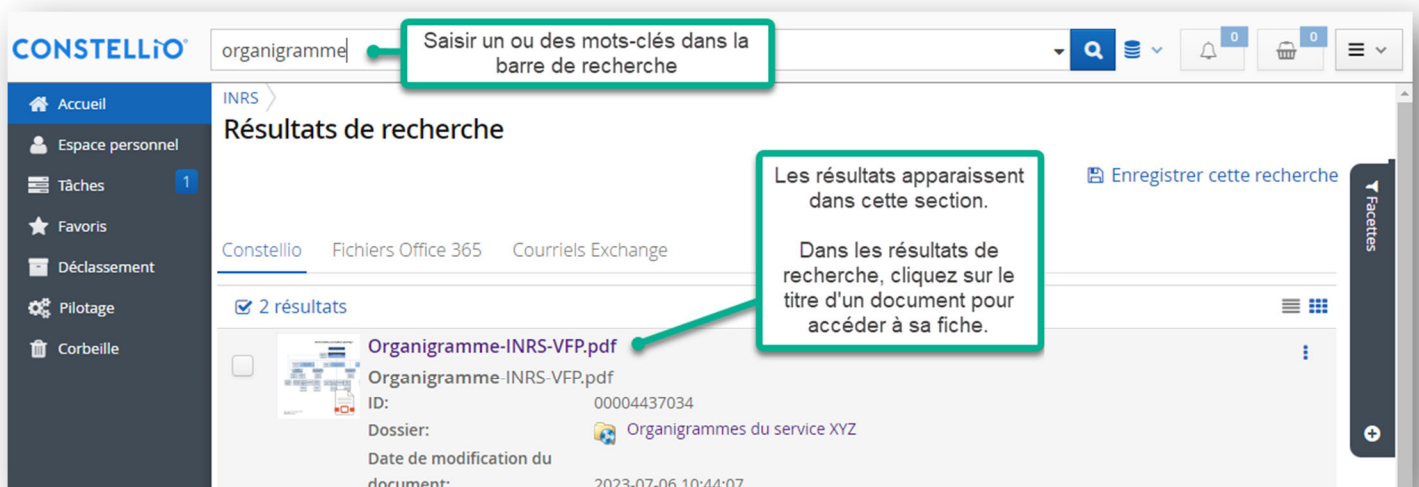 CONSTELLiO
organigramme
Saisir un ou des mots-clés dans la
barre de recherche
0
0
Accueil
Espace personnel
Tâches 1
Favoris
Déclassement
Pilotage
Corbeille
INRS
Résultats de recherche
Les résultats apparaissent
dans cette section.
Dans les résultats de
recherche, cliquez sur le
titre d'un document pour
accéder à sa fiche.
Enregistrer cette recherche
Facettes
Constellio Fichiers Office 365 Courriels Exchange
2 résultats
Organigramme-INRS-VFP.pdf
Organigramme-INRS-VFP.pdf
ID: 00004437034
Dossier: Organigrammes du service XYZ
Date de modification du
document: 2023-07-06 10:44:07